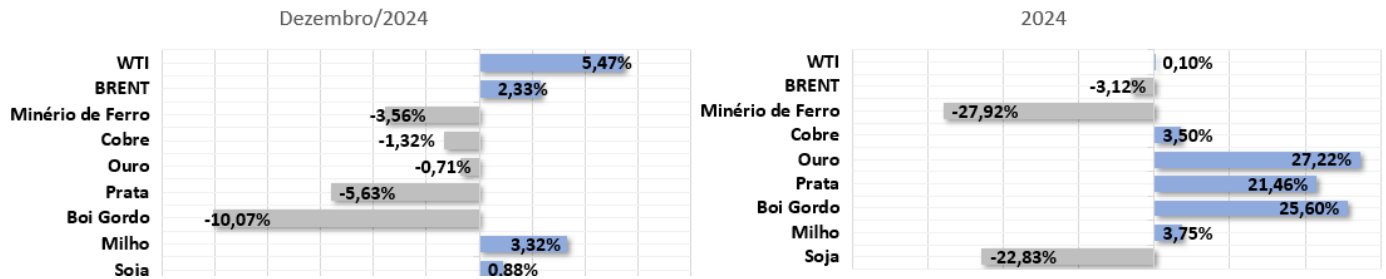 Dezembro/2024
WTI 5,47%
BRENT 2,33%
Minério de Ferro -3,56%
Cobre -1,32%
Ouro -0,71%
Prata -5,63%
Boi Gordo -10,07%
Milho 3,32%
Soja 0,88%
2024
WTI 0,10%
BRENT -3,12%
Minério de Ferro -27,92%
Cobre 3,50%
Ouro 27,22%
Prata 21,46%
Boi Gordo 25,60%
Milho 3,75%
Soja -22,83%